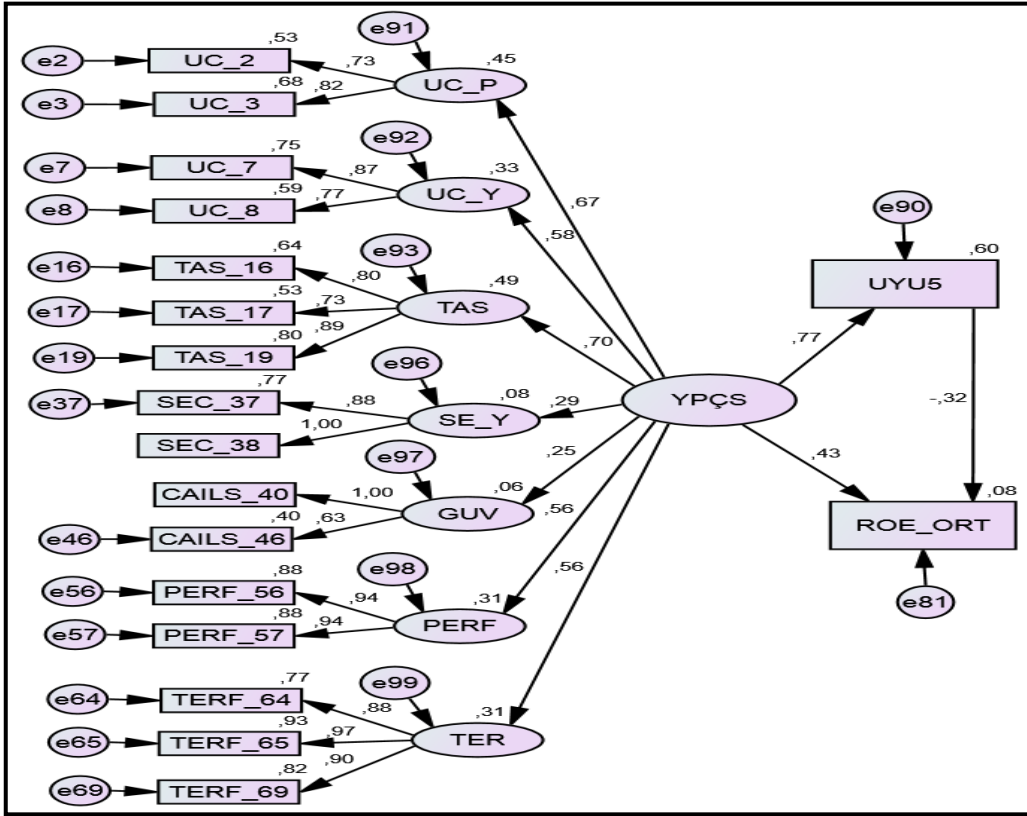 e91
,53
e2
UC_2
,73
,45
UC_P
,68
,82
e3
UC_3
e92
,75
e7
UC_7
,87
,33
UC_Y
,59
,77
e8
UC_8
,67
,58
e90
,60
UYU5
e93
,64
e16
TAS_16
,80
,49
,53
e17
TAS_17
,73
TAS
,89
,80
e19
TAS_19
,70
,77
e96
,77
e37
SEC_37
,88
,08
,29
SE_Y
YPÇS
-,32
SEC_38
1,00
e97
,25
,43
CAILS_40
1,00
,06
,08
GUV
,56
ROE_ORT
,40
,63
e46
CAILS_46
,56
e98
,88
e56
PERF_56
,94
,31
e81
,88
,94
e57
PERF_57
PERF
e99
,77
e64
TERF_64
,88
,31
,93
,97
e65
TERF_65
TER
,90
,82
e69
TERF_69